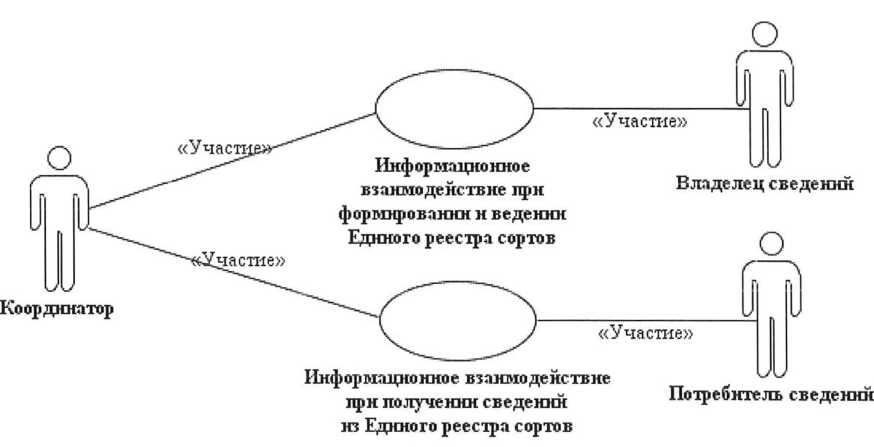 «Участие»
«Участие»
Информационное
взаимодействие при
формировании и ведении
Единого реестра сортов
Владелец сведений
«Участие»
Координатор
«Участие»
Информационное взаимодействие
при получении сведений
из Единого реестра сортов
Потребитель сведений